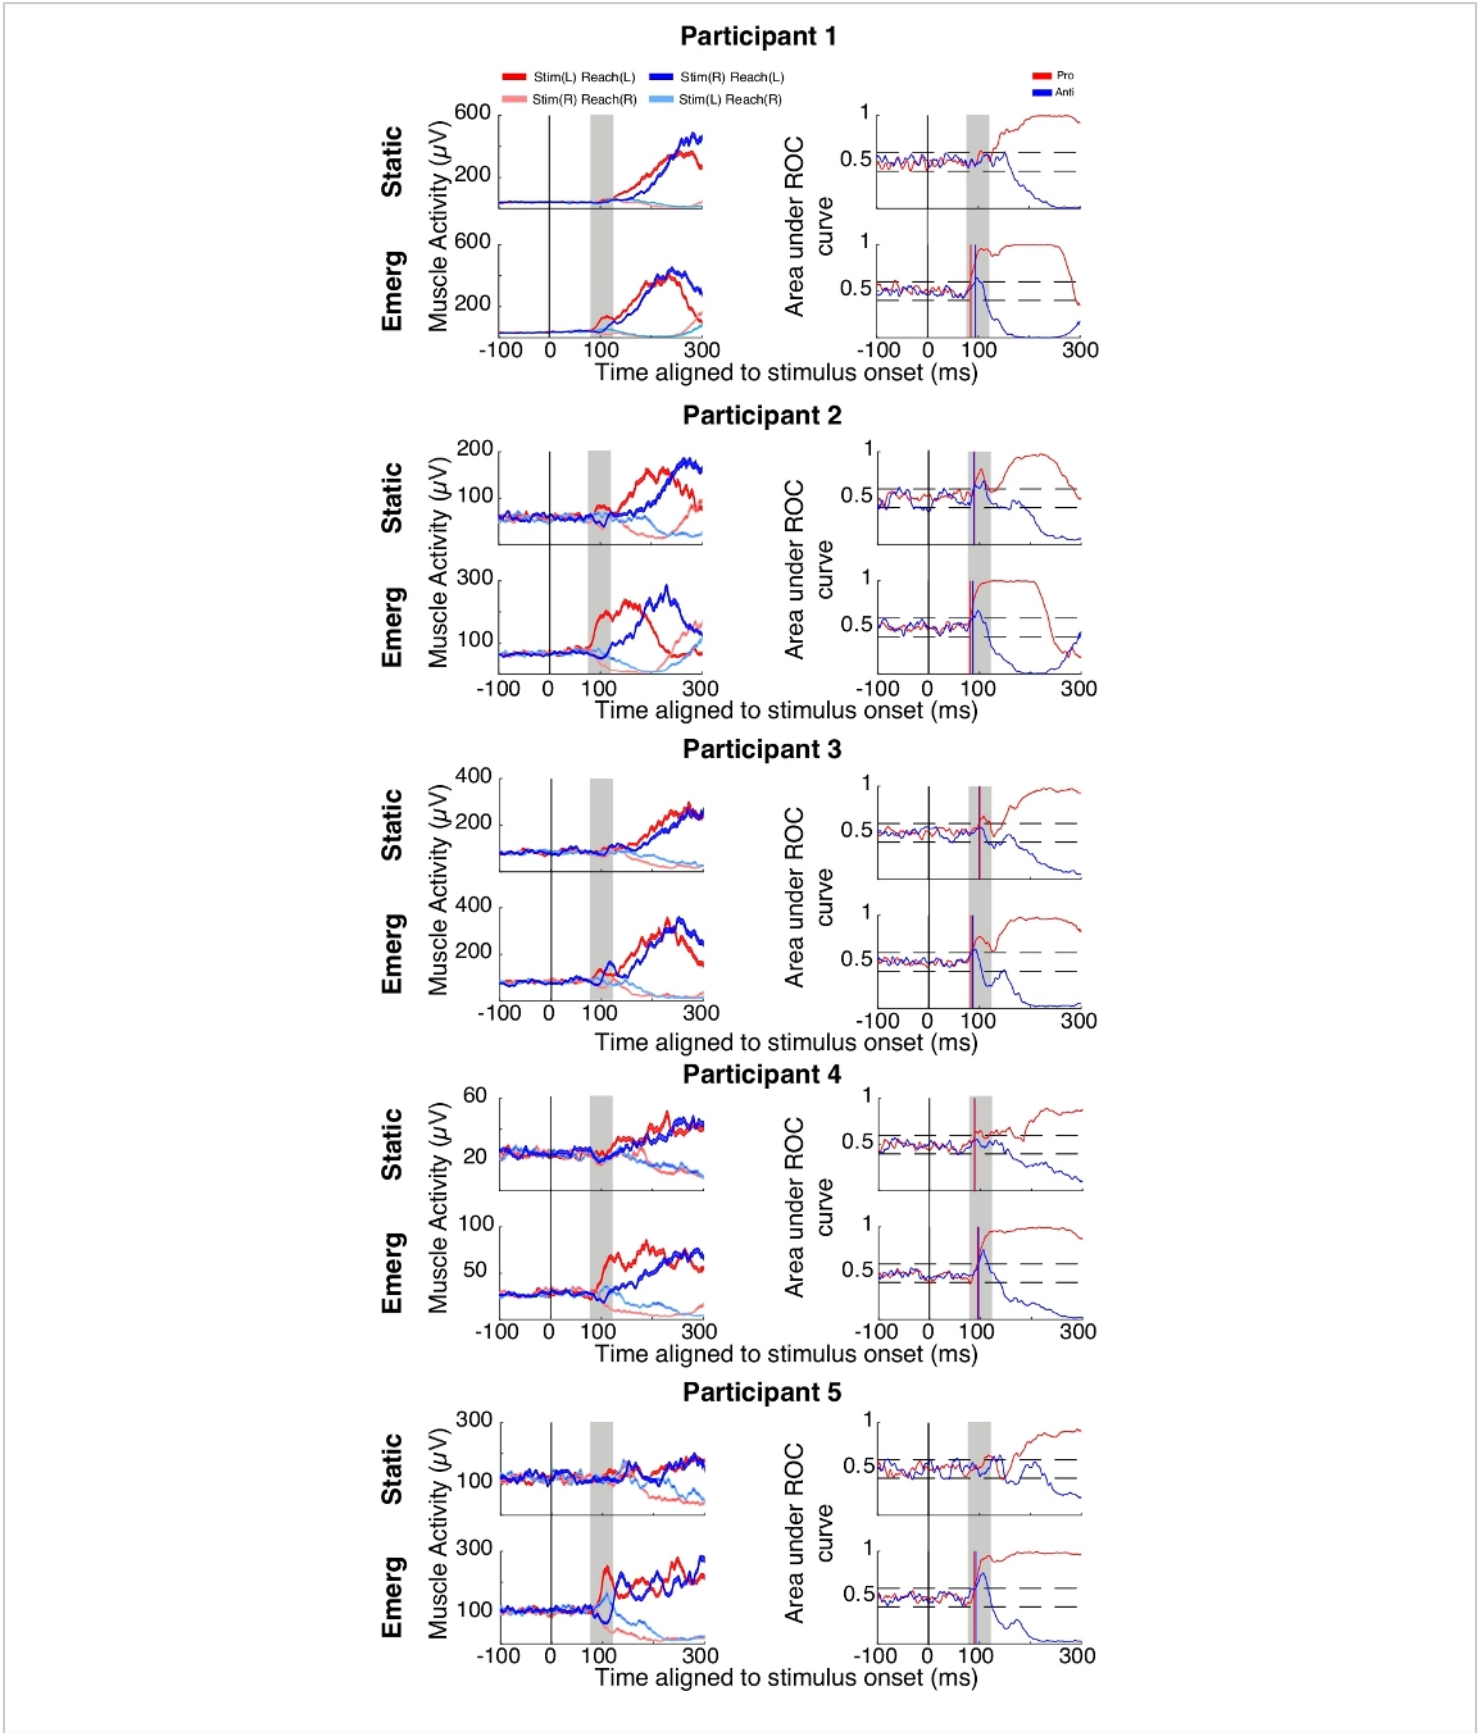 Participant 1
Stim(L) Reach(L) Stim(R) Reach(L) Pro
Stim(R) Reach(R) Stim(L) Reach(R) Anti
Static Muscle Activity (µV) 600 200 Area under ROC curve 1 0.5
Emerg 600 200 1 0.5
-100 0 100 300 -100 0 100 300
Time aligned to stimulus onset (ms)
Participant 2
Static Muscle Activity (µV) 200 100 Area under ROC curve 1 0.5
Emerg Muscle Activity (µV) 300 100 1 0.5
-100 0 100 300 -100 0 100 300
Time aligned to stimulus onset (ms)
Participant 3
Static Muscle Activity (µV) 400 200 Area under ROC curve 1 0.5
Emerg 400 200 1 0.5
-100 0 100 300 -100 0 100 300
Time aligned to stimulus onset (ms)
Participant 4
Static Muscle Activity (µV) 60 20 Area under ROC curve 1 0.5
Emerg 100 50 1 0.5
-100 0 100 300 -100 0 100 300
Time aligned to stimulus onset (ms)
Participant 5
Static Muscle Activity (µV) 300 100 Area under ROC curve 1 0.5
Emerg 300 100 1 0.5
-100 0 100 300 -100 0 100 300
Time aligned to stimulus onset (ms)